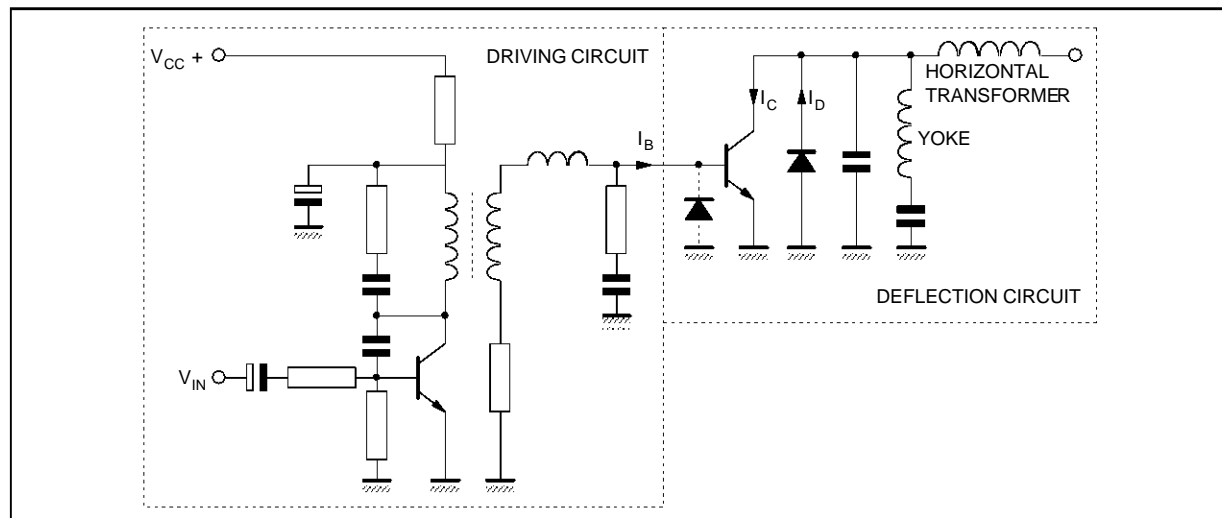 V_CC +
DRIVING CIRCUIT
HORIZONTAL
TRANSFORMER
I_C
I_D
YOKE
I_B
DEFLECTION CIRCUIT
V_IN